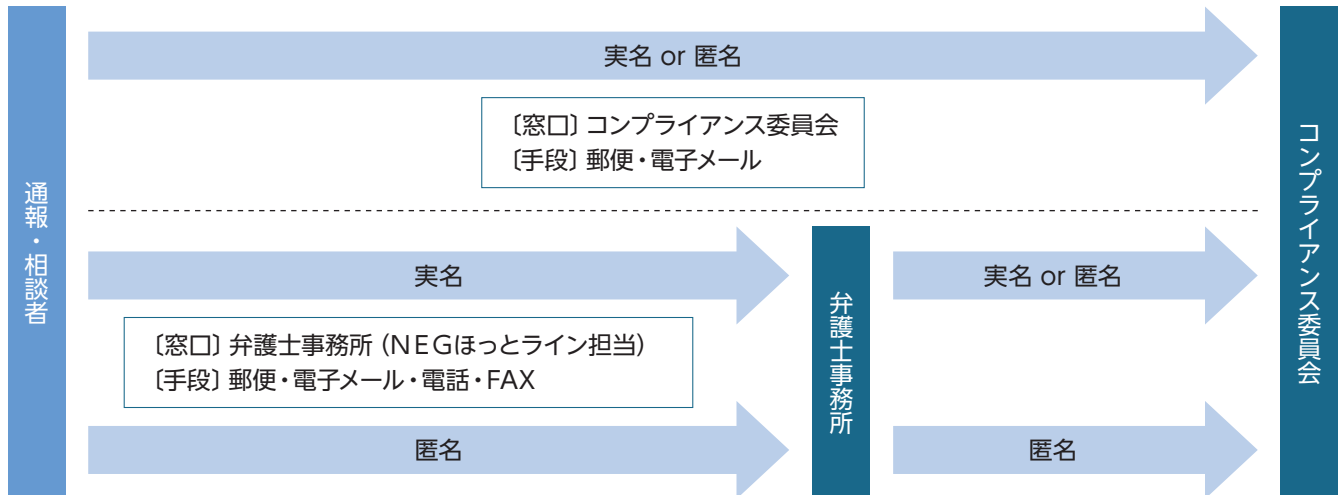 通報・相談者
実名 or 匿名
〔窓口〕コンプライアンス委員会
〔手段〕郵便・電子メール
実名
〔窓口〕弁護士事務所（NEGほっとライン担当）
〔手段〕郵便・電子メール・電話・FAX
匿名
弁護士事務所
実名 or 匿名
匿名
コンプライアンス委員会